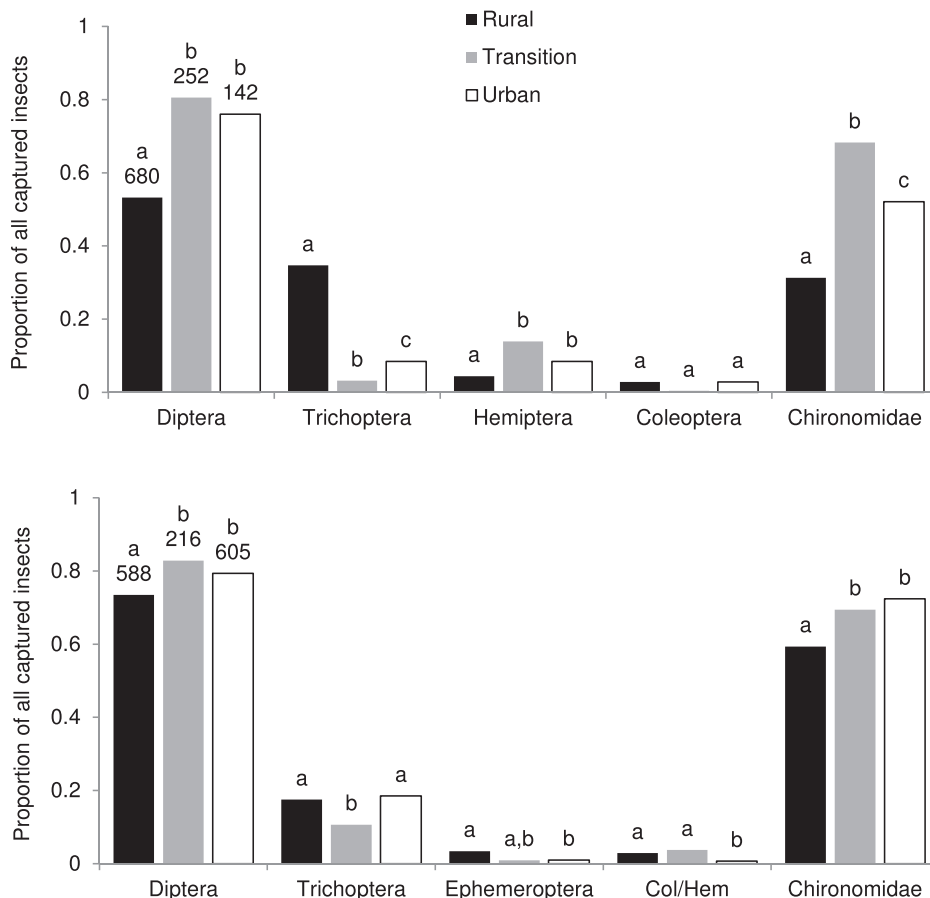 Rural
Transition
Urban
Proportion of all captured insects
1
0.8
0.6
0.4
0.2
0
a
680
b
252
b
142
a
b
c
a
b
b
a
a
a
a
b
c
Diptera
Trichoptera
Hemiptera
Coleoptera
Chironomidae
Proportion of all captured insects
1
0.8
0.6
0.4
0.2
0
a
588
b
216
b
605
a
b
a
a
a,b
b
a
a
b
a
b
b
Diptera
Trichoptera
Ephemeroptera
Col/Hem
Chironomidae